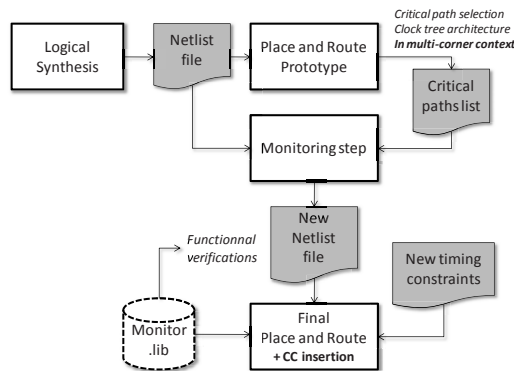 Logical
Synthesis
Netlist
file
Place and Route
Prototype
Critical path selection
Clock tree architecture
In multi-corner context
Critical
paths list
Monitoring step
New
Netlist
file
Functionnal
verifications
New timing
constraints
Monitor
.lib
Final
Place and Route
+ CC insertion